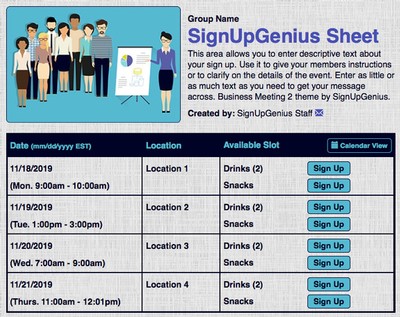 Group Name
SignUpGenius Sheet
This area allows you to enter descriptive text about
your sign up. Use it to give your members instructions
or to clarify on the details of the event. Enter as little or
as much text as you need to get your message
across. Business Meeting 2 theme by SignUpGenius.
Created by: SignUpGenius Staff
Date (mm/dd/yyyy EST) Location Available Slot Calendar View
11/18/2019 Location 1 Drinks (2) Sign Up
(Mon. 9:00am - 10:00am) Snacks Sign Up
11/19/2019 Location 2 Drinks (2) Sign Up
(Tue. 1:00pm - 3:00pm) Snacks Sign Up
11/20/2019 Location 3 Drinks (2) Sign Up
(Wed. 7:00am - 9:00am) Snacks Sign Up
11/21/2019 Location 4 Drinks (2) Sign Up
(Thurs. 11:00am - 12:01pm) Snacks Sign Up